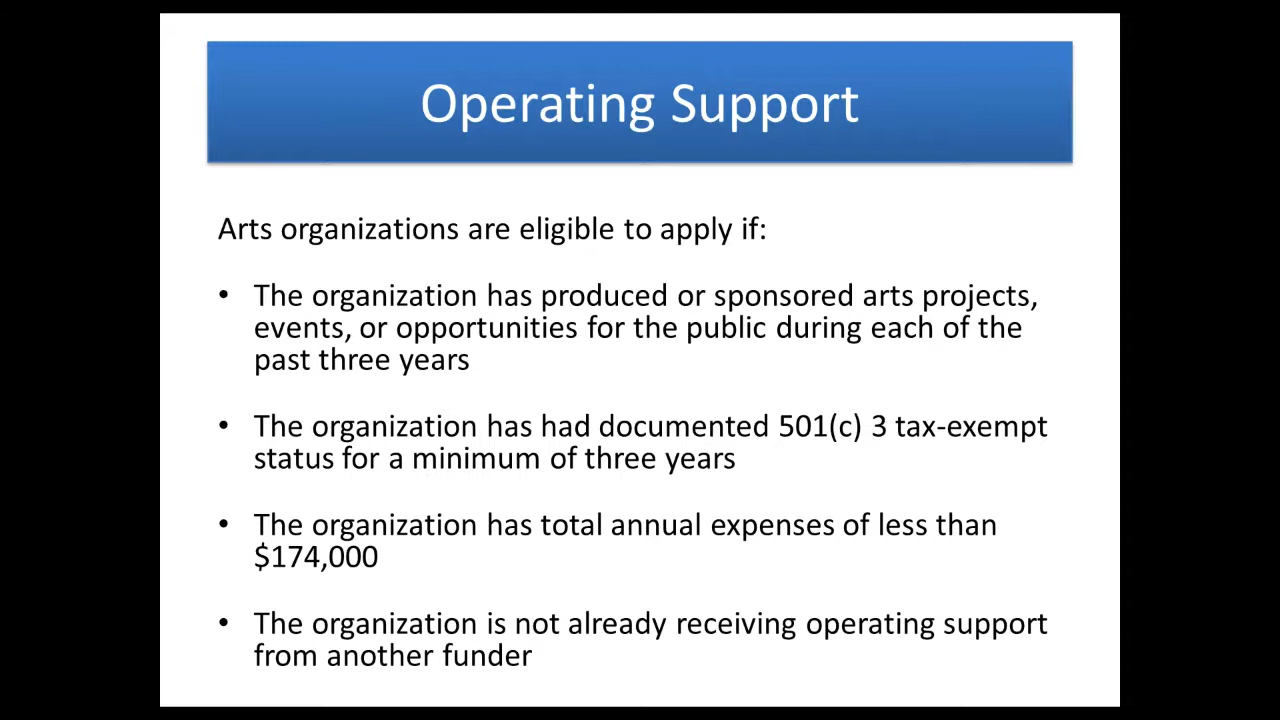 Operating Support
Arts organizations are eligible to apply if:
• The organization has produced or sponsored arts projects,
events, or opportunities for the public during each of the
past three years
• The organization has had documented 501(c) 3 tax-exempt
status for a minimum of three years
• The organization has total annual expenses of less than
$174,000
• The organization is not already receiving operating support
from another funder